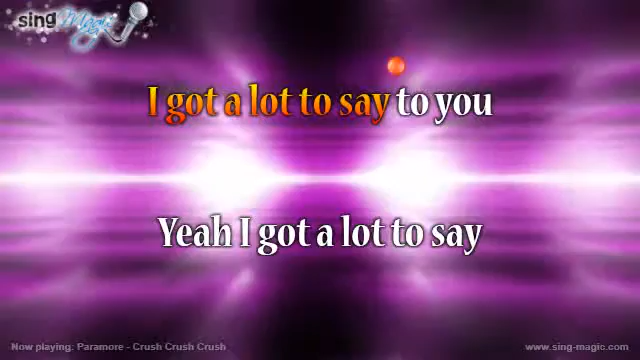 sing Magic
I got a lot to say to you
Yeah I got a lot to say
Now playing: Paramore - Crush Crush Crush
www.sing-magic.com